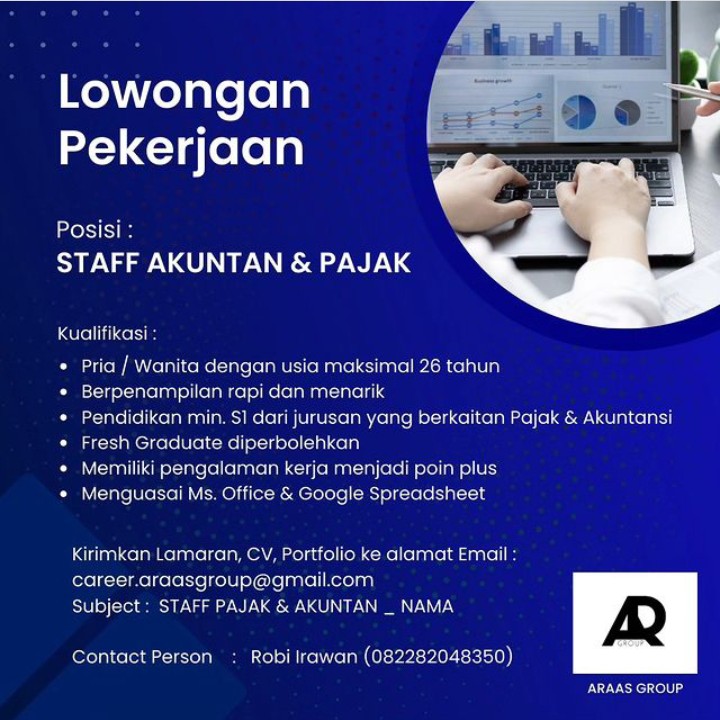 Lowongan
Pekerjaan
Posisi :
STAFF AKUNTAN & PAJAK
Kualifikasi :
• Pria / Wanita dengan usia maksimal 26 tahun
• Berpenampilan rapi dan menarik
• Pendidikan min. S1 dari jurusan yang berkaitan Pajak & Akuntansi
• Fresh Graduate diperbolehkan
• Memiliki pengalaman kerja menjadi poin plus
• Menguasai Ms. Office & Google Spreadsheet
Kirimkan Lamaran, CV, Portfolio ke alamat Email :
career.araasgroup@gmail.com
Subject : STAFF PAJAK & AKUNTAN _ NAMA
Contact Person : Robi Irawan (082282048350)
AR
GROUP
ARAAS GROUP
Business growth